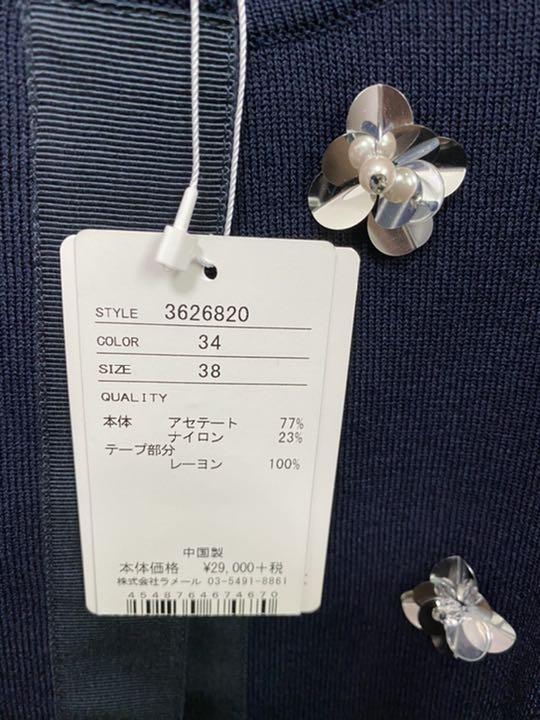 STYLE 3626820
COLOR 34
SIZE 38
QUALITY
本体 アセテート 77%
ナイロン 23%
テープ部分
レーヨン 100%
中国製
本体価格 ¥29,000+税
株式会社ラメール 03-5491-8861
4548764674670